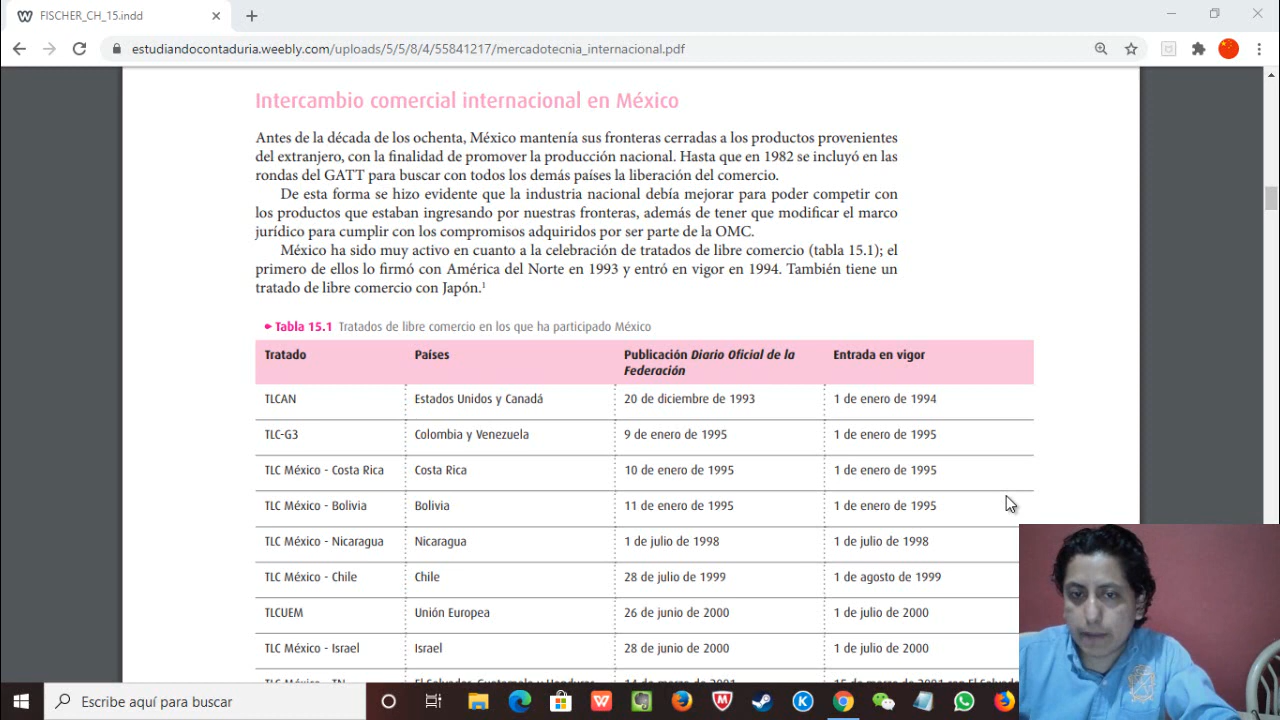 FISCHER_CH_15.indd
estudiandocontaduria.weebly.com/uploads/5/5/8/4/55841217/mercadotecnia_internacional.pdf
Intercambio comercial internacional en México
Antes de la década de los ochenta, México mantenía sus fronteras cerradas a los productos provenientes
del extranjero, con la finalidad de promover la producción nacional. Hasta que en 1982 se incluyó en las
rondas del GATT para buscar con todos los demás países la liberación del comercio.
De esta forma se hizo evidente que la industria nacional debía mejorar para poder competir con
los productos que estaban ingresando por nuestras fronteras, además de tener que modificar el marco
jurídico para cumplir con los compromisos adquiridos por ser parte de la OMC.
México ha sido muy activo en cuanto a la celebración de tratados de libre comercio (tabla 15.1); el
primero de ellos lo firmó con América del Norte en 1993 y entró en vigor en 1994. También tiene un
tratado de libre comercio con Japón.¹
Tabla 15.1 Tratados de libre comercio en los que ha participado México
Tratado Países Publicación Diario Oficial de la Federación Entrada en vigor
TLCAN Estados Unidos y Canadá 20 de diciembre de 1993 1 de enero de 1994
TLC-G3 Colombia y Venezuela 9 de enero de 1995 1 de enero de 1995
TLC México - Costa Rica Costa Rica 10 de enero de 1995 1 de enero de 1995
TLC México - Bolivia Bolivia 11 de enero de 1995 1 de enero de 1995
TLC México - Nicaragua Nicaragua 1 de julio de 1998 1 de julio de 1998
TLC México - Chile Chile 28 de julio de 1999 1 de agosto de 1999
TLCUEM Unión Europea 26 de junio de 2000 1 de julio de 2000
TLC México - Israel Israel 28 de junio de 2000 1 de julio de 2000
Escribe aquí para buscar